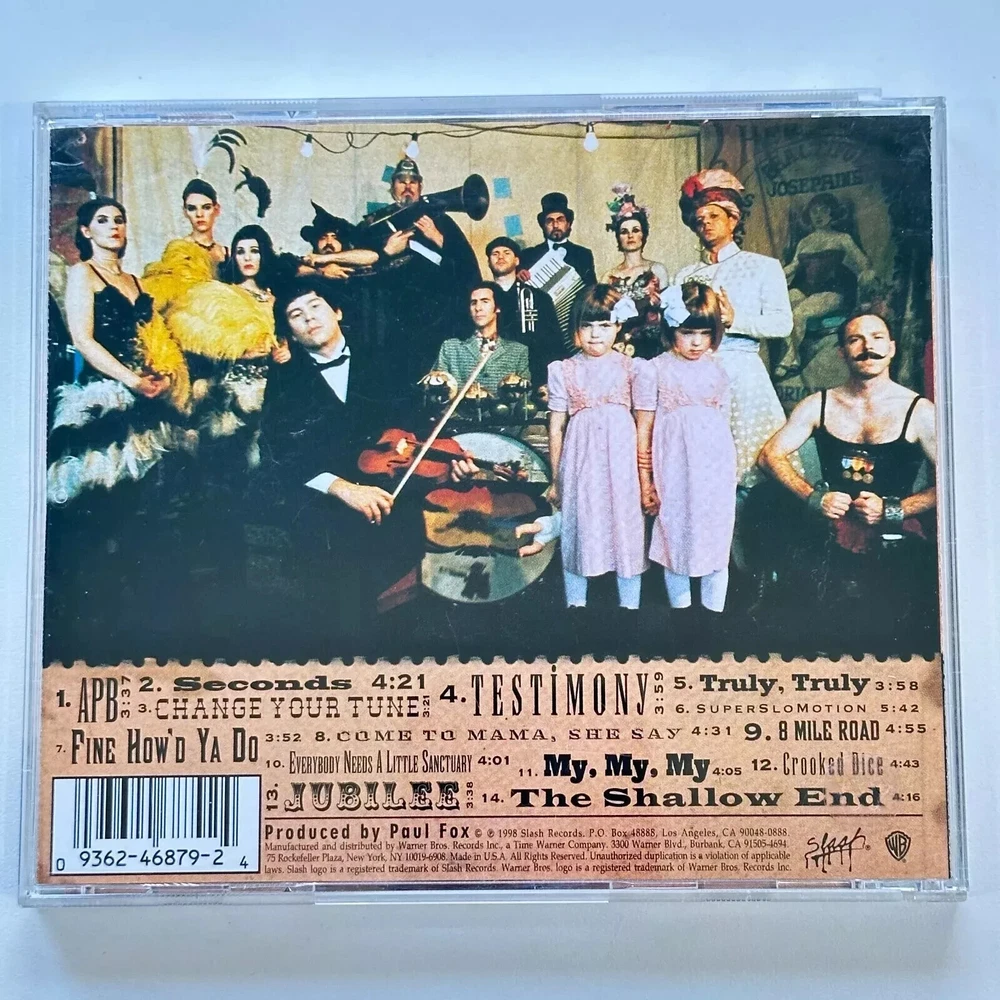 JOSEPHINE
1. APB 3:37 2. Seconds 4:21 4. TESTIMONY 3:59 5. Truly, Truly 3:58
3. CHANGE YOUR TUNE 3:21 6. SUPERSLOMOTION 5:42
7. FINE HOW'D YA DO 3:52 8. COME TO MAMA, SHE SAY 4:31 9. 8 MILE ROAD 4:55
10. EVERYBODY NEEDS A LITTLE SANCTUARY 4:01 11. My, My, My 4:05 12. Crooked Dice 4:43
13. JUBILEE 3:38 14. The Shallow End 4:16
Produced by Paul Fox © ℗ 1998 Slash Records. P.O. Box 48888, Los Angeles, CA 90048-0888.
Manufactured and distributed by Warner Bros. Records Inc., a Time Warner Company. 3300 Warner Blvd., Burbank, CA 91505-4694.
75 Rockefeller Plaza, New York, NY 10019-6908. Made in U.S.A. All Rights Reserved. Unauthorized duplication is a violation of applicable
laws. Slash logo is a registered trademark of Slash Records. Warner Bros. logo is a registered trademark of Warner Bros. Records Inc.
slash®
WB
0 9362-46879-2 4